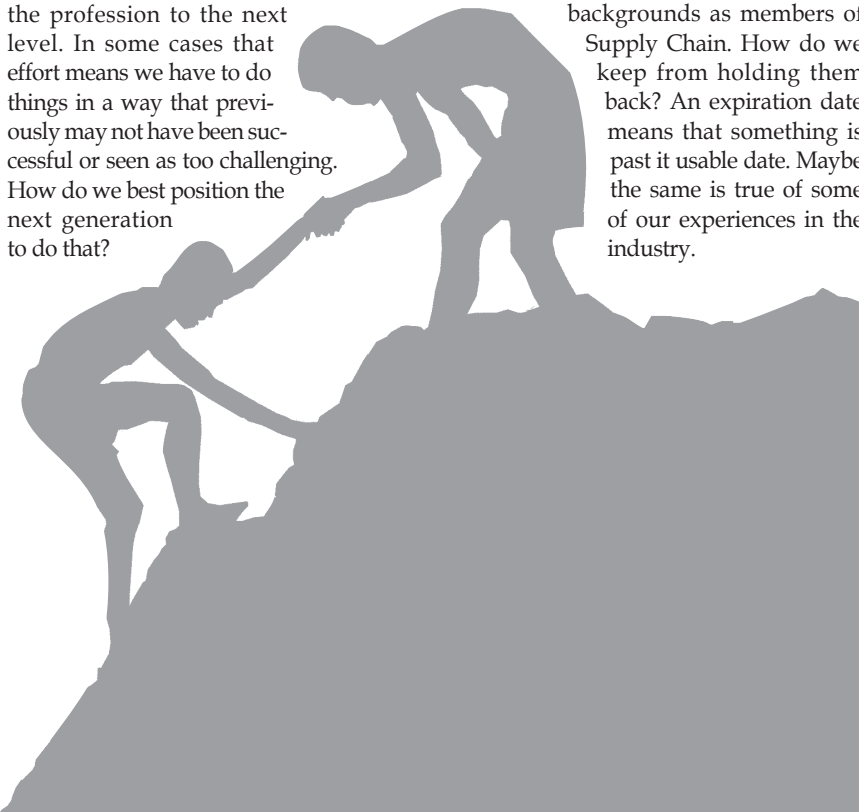 the profession to the next
level. In some cases that
effort means we have to do
things in a way that previ-
ously may not have been suc-
cessful or seen as too challenging.
How do we best position the
next generation
to do that?
backgrounds as members of
Supply Chain. How do we
keep from holding them
back? An expiration date
means that something is
past it usable date. Maybe
the same is true of some
of our experiences in the
industry.